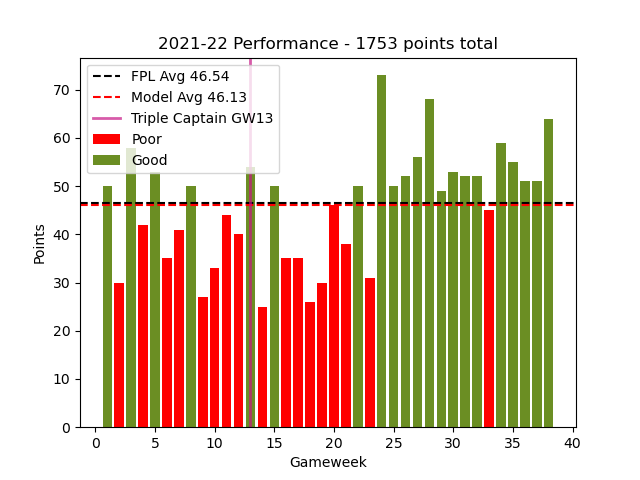 2021-22 Performance - 1753 points total
FPL Avg 46.54
Model Avg 46.13
Triple Captain GW13
Poor
Good
Points
70
60
50
40
30
20
10
0
0 5 10 15 20 25 30 35 40
Gameweek